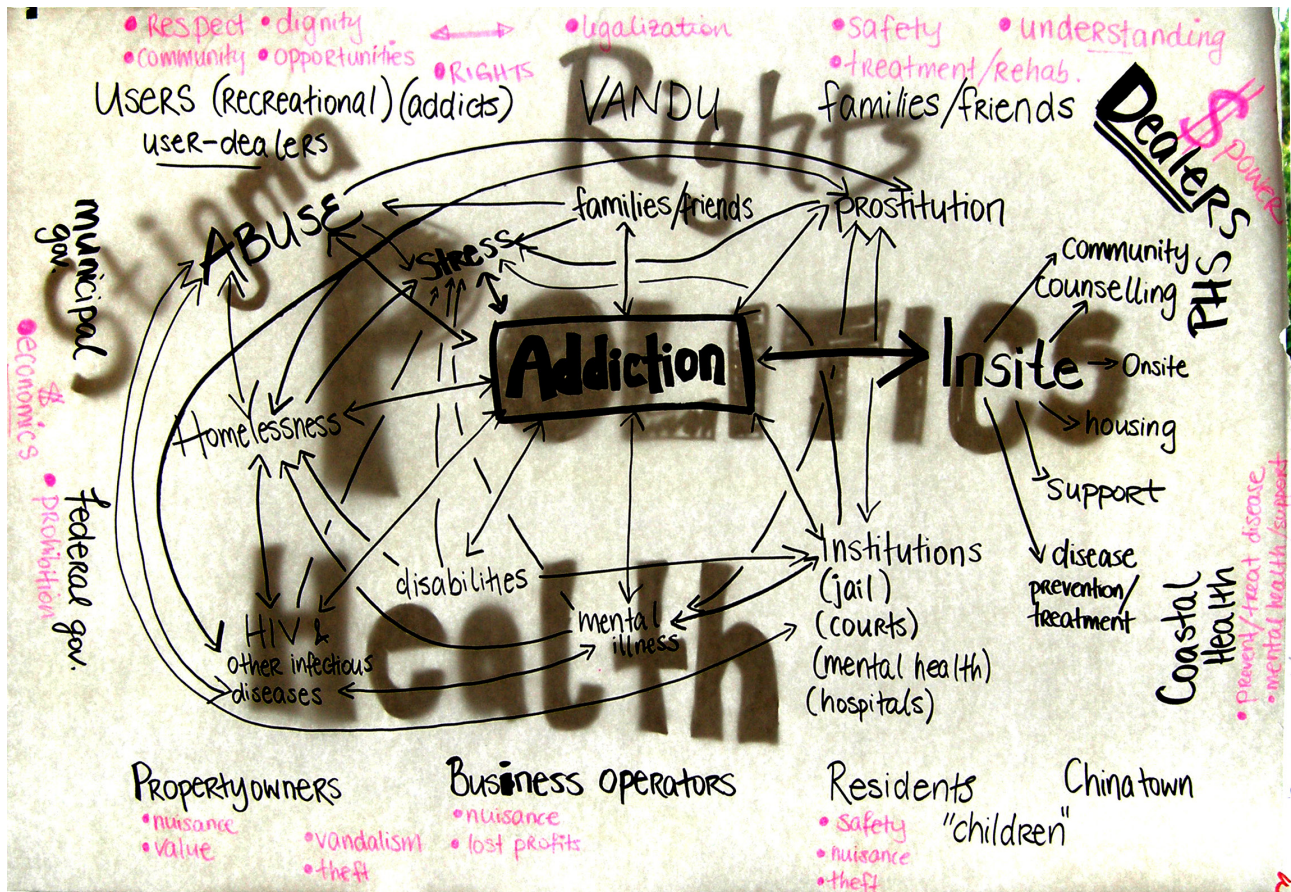 • Respect • dignity
• community • opportunities
• RIGHTS
• legalization
• safety
• understanding
• treatment/Rehab.
USERS (RECREATIONAL) (addicts)
USER-DEALERS
VANDU
families/friends
Dealers
$ power
Stigma
Rights
POLITICS
Health
municipal gov.
• economics
$
• PROHIBITION
federal gov.
ABUSE
stress
families/friends
PROSTITUTION
Addiction
Insite
community
counselling
Onsite
housing
support
disease
prevention/
treatment
PHS
Homelessness
disabilities
HIV &
other infectious
diseases
mental
illness
Institutions
(jail)
(courts)
(mental health)
(hospitals)
Coastal
Health
• prevent/treat disease
• mental health/support
Property owners
• nuisance
• value
• vandalism
• theft
Business operators
• nuisance
• lost profits
Residents
"children"
• safety
• nuisance
• theft
Chinatown